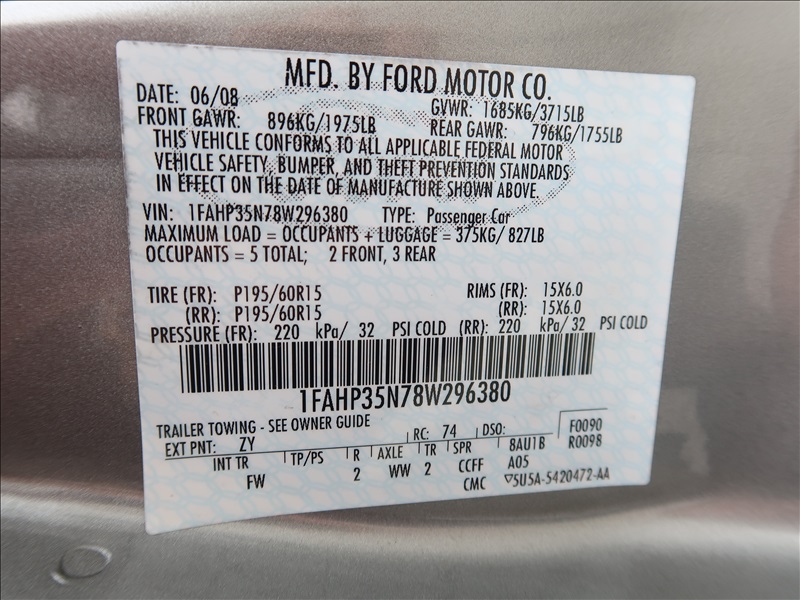 MFD. BY FORD MOTOR CO.
DATE: 06/08 GVWR: 1685KG/3715LB
FRONT GAWR: 896KG/1975LB REAR GAWR: 796KG/1755LB
THIS VEHICLE CONFORMS TO ALL APPLICABLE FEDERAL MOTOR
VEHICLE SAFETY, BUMPER, AND THEFT PREVENTION STANDARDS
IN EFFECT ON THE DATE OF MANUFACTURE SHOWN ABOVE.
VIN: 1FAHP35N78W296380 TYPE: Passenger Car
MAXIMUM LOAD = OCCUPANTS + LUGGAGE = 375KG/ 827LB
OCCUPANTS = 5 TOTAL; 2 FRONT, 3 REAR
TIRE (FR): P195/60R15 RIMS (FR): 15X6.0
(RR): P195/60R15 (RR): 15X6.0
PRESSURE (FR): 220 kPa/ 32 PSI COLD (RR): 220 kPa/ 32 PSI COLD
1FAHP35N78W296380
TRAILER TOWING - SEE OWNER GUIDE F0090
EXT PNT: ZY RC: 74 DSO: R0098
INT TR TP/PS R AXLE TR SPR 8AU1B
FW 2 WW 2 CCFF A05
CMC ▽5U5A-5420472-AA